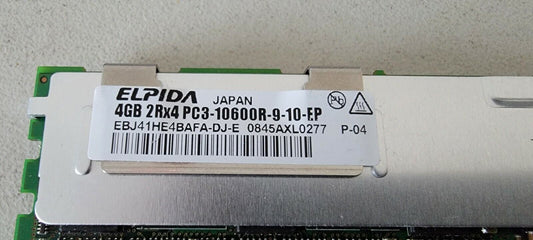 ELPIDA JAPAN
4GB 2Rx4 PC3-10600R-9-10-EP
EBJ41HE4BAFA-DJ-E 0845AXL0277 P-04